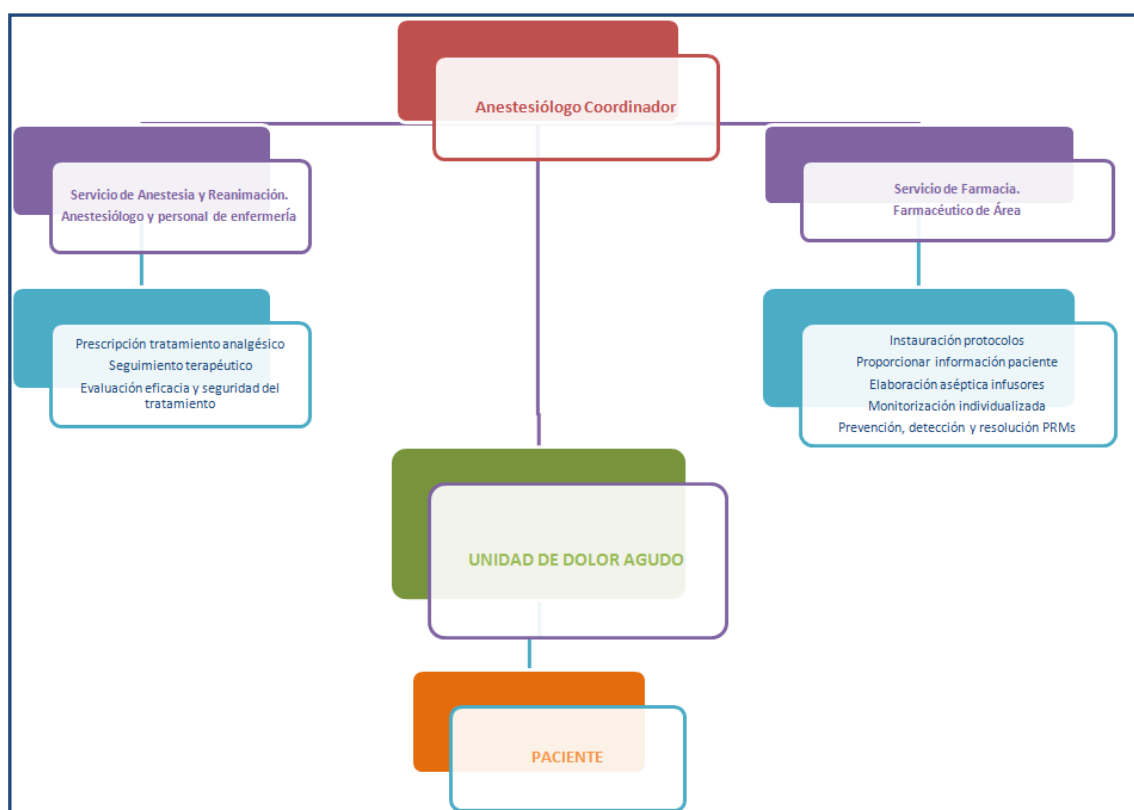 Anestesiólogo Coordinador
Servicio de Anestesia y Reanimación.
Anestesiólogo y personal de enfermería
Servicio de Farmacia.
Farmacéutico de Área
Prescripción tratamiento analgésico
Seguimiento terapéutico
Evaluación eficacia y seguridad del
tratamiento
Instauración protocolos
Proporcionar información paciente
Elaboración aséptica infusores
Monitorización individualizada
Prevención, detección y resolución PRMs
UNIDAD DE DOLOR AGUDO
PACIENTE